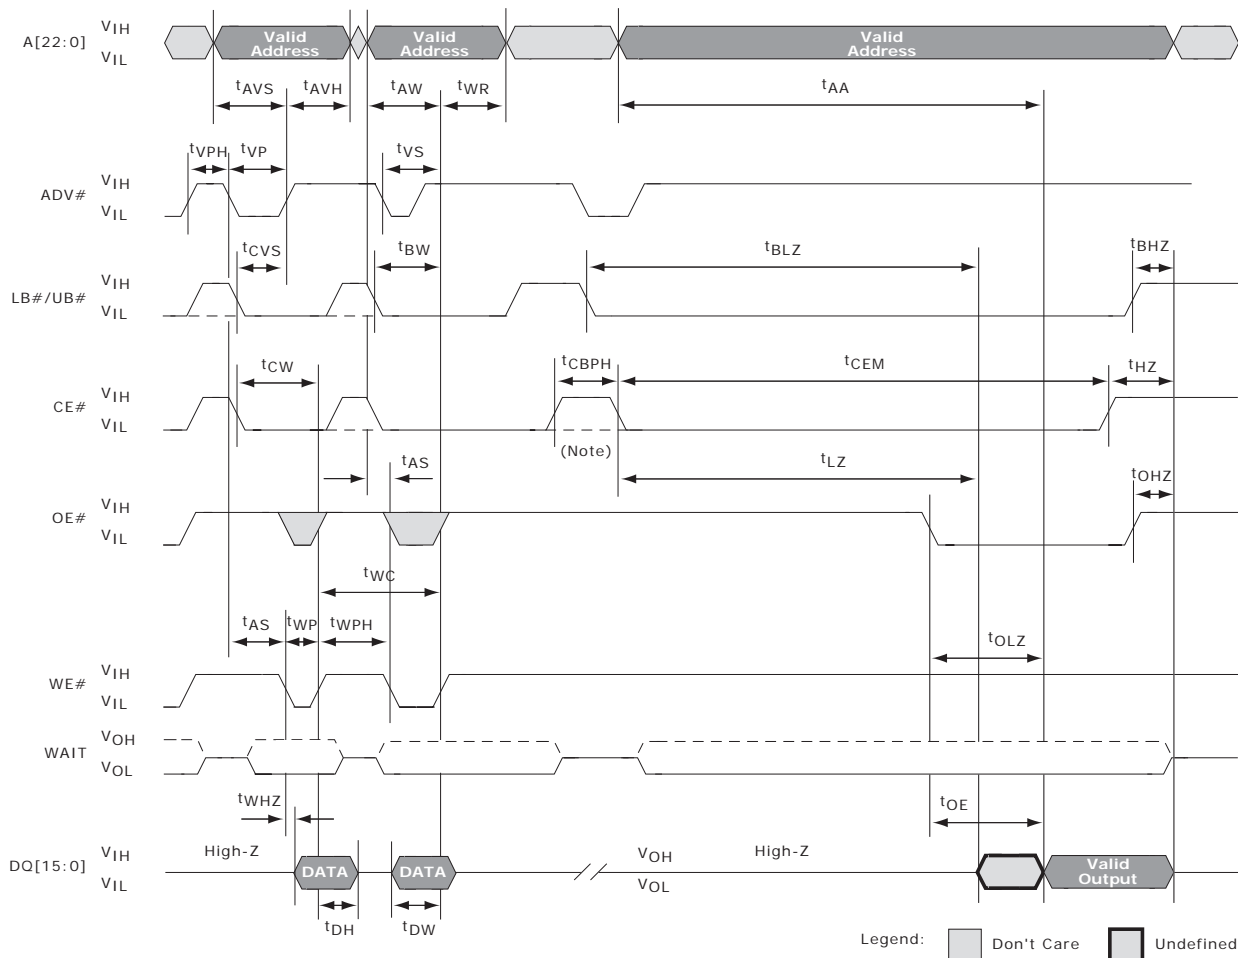 A[22:0] VIH Valid Address Valid Address Valid Address
VIL
tAVS tAVH tAW tWR tAA
tVPH tVP tVS
ADV# VIH
VIL
tCVS tBW tBLZ tBHZ
LB#/UB# VIH
VIL
tCW tCBPH tCEM tHZ
CE# VIH
VIL
(Note)
tAS tLZ tOHZ
OE# VIH
VIL
tWC
tAS tWP tWPH tOLZ
WE# VIH
VIL
WAIT VOH
VOL
tWHZ tOE
DQ[15:0] VIH High-Z DATA DATA VOH High-Z Valid Output
VIL VOL
tDH tDW
Legend: Don't Care Undefined